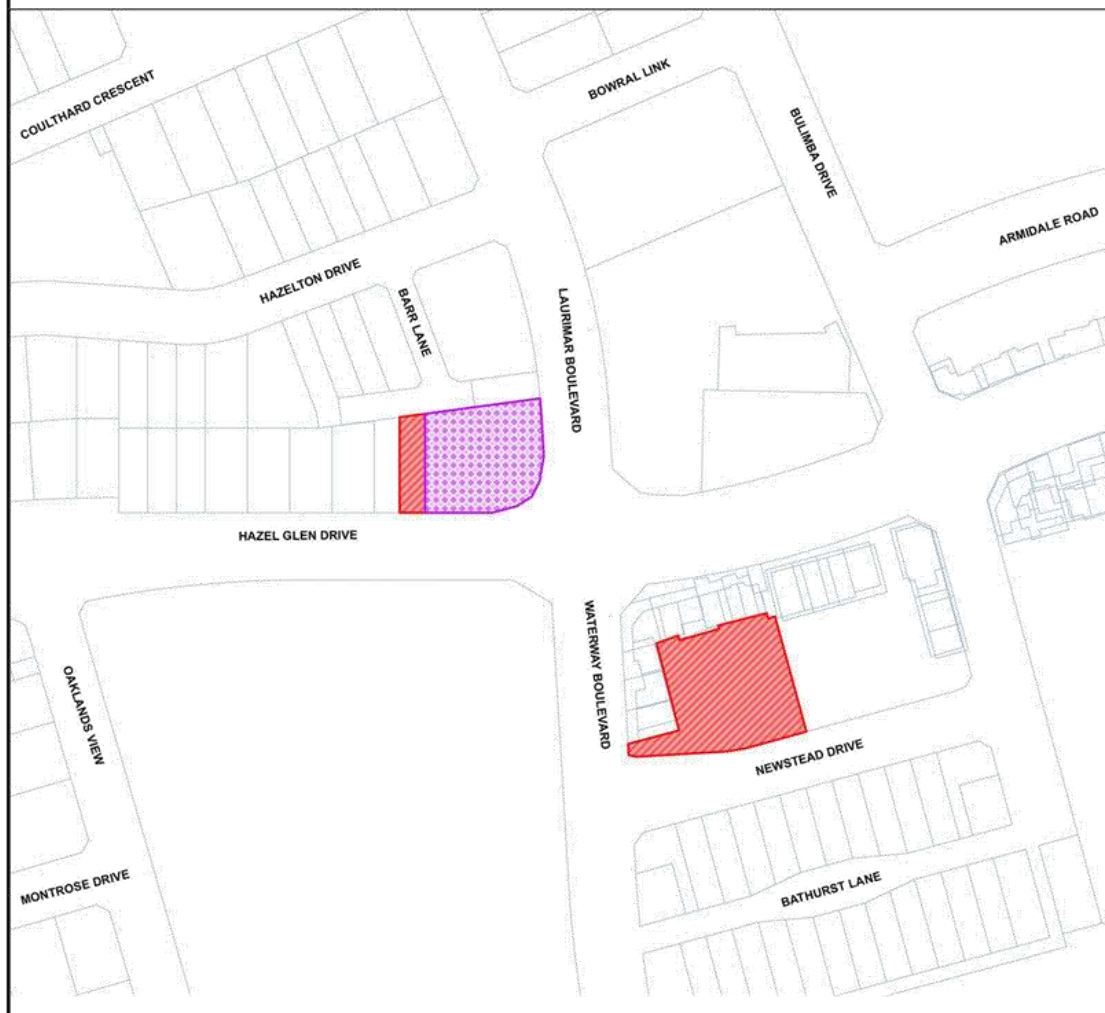 BOWRAL LINK
COULTHARD CRESCENT
BULIMBA DRIVE
ARMIDALE ROAD
HAZELTON DRIVE
BARR LANE
LAURIMAR BOULEVARD
HAZEL GLEN DRIVE
WATERWAY BOULEVARD
OAKLANDS VIEW
NEWSTEAD DRIVE
MONTROSE DRIVE
BATHURST LANE